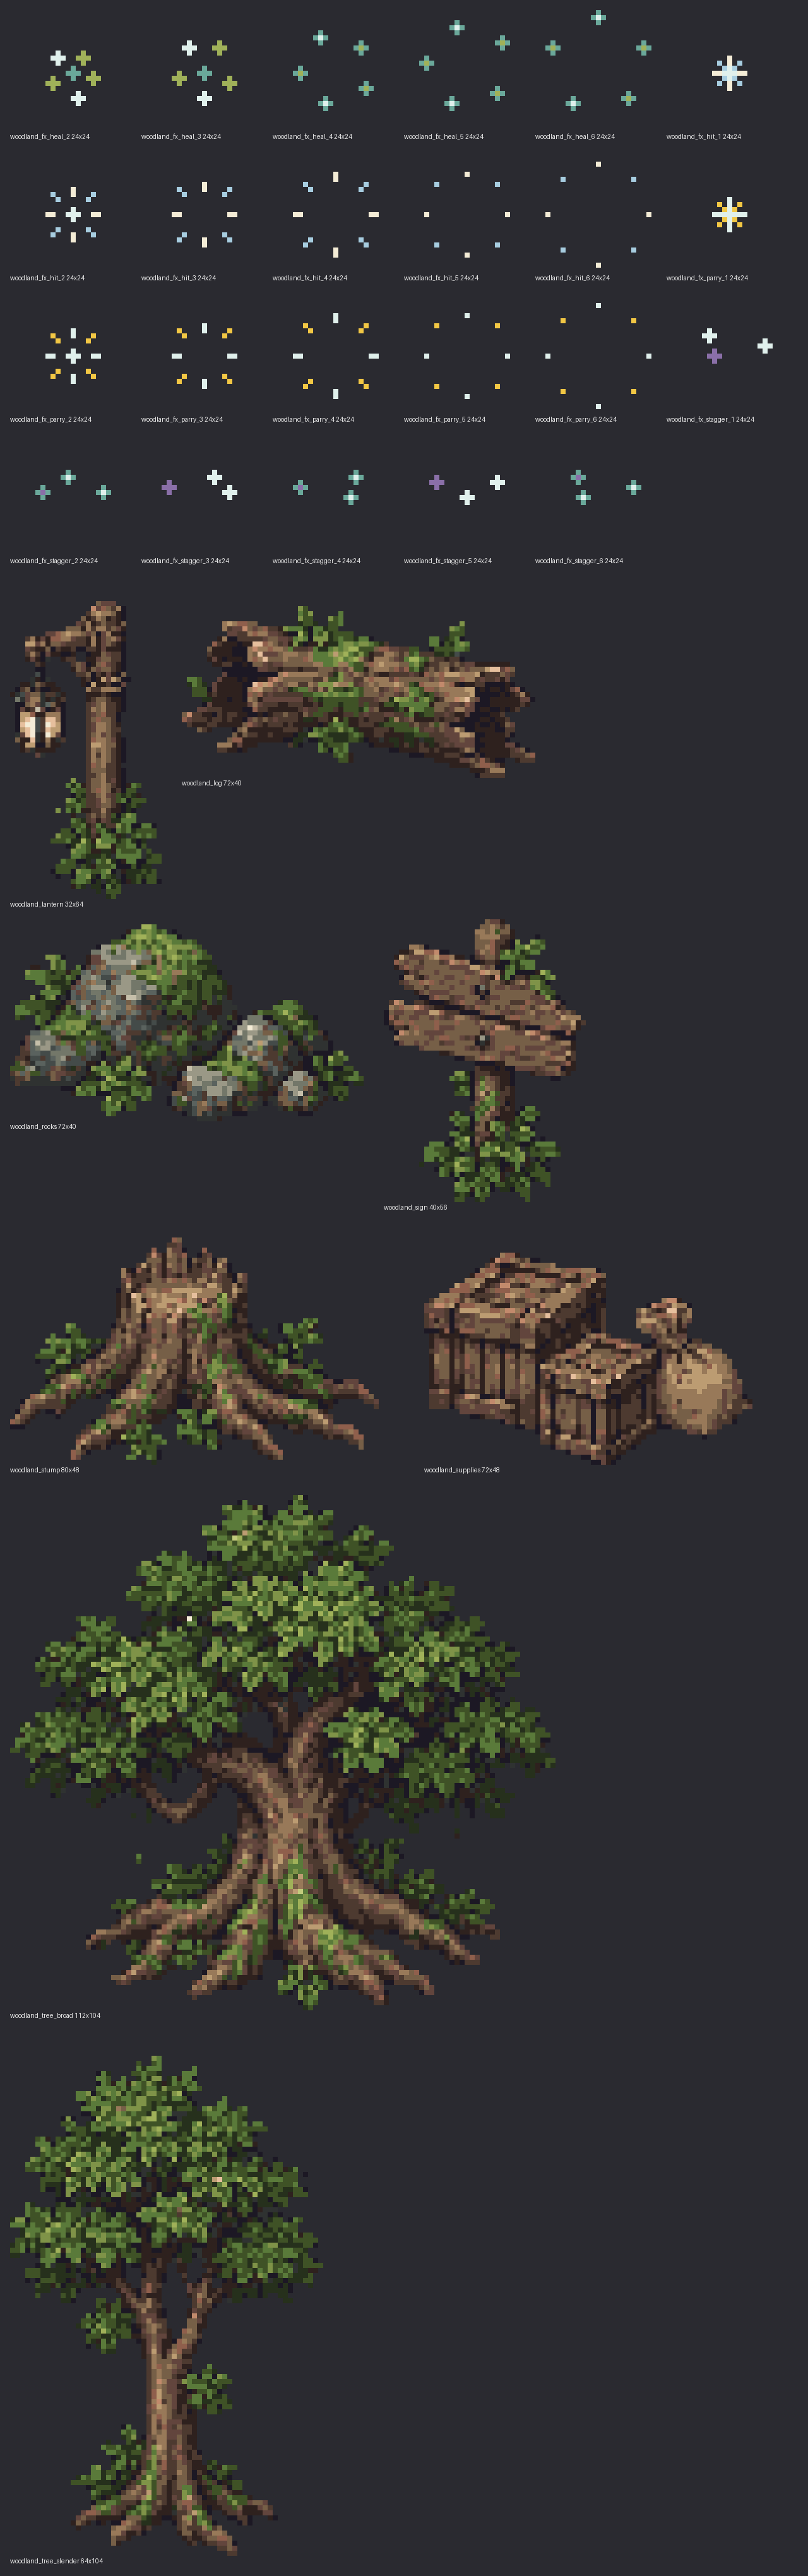 woodland_fx_heal_2 24x24
woodland_fx_heal_3 24x24
woodland_fx_heal_4 24x24
woodland_fx_heal_5 24x24
woodland_fx_heal_6 24x24
woodland_fx_hit_1 24x24
woodland_fx_hit_2 24x24
woodland_fx_hit_3 24x24
woodland_fx_hit_4 24x24
woodland_fx_hit_5 24x24
woodland_fx_hit_6 24x24
woodland_fx_parry_1 24x24
woodland_fx_parry_2 24x24
woodland_fx_parry_3 24x24
woodland_fx_parry_4 24x24
woodland_fx_parry_5 24x24
woodland_fx_parry_6 24x24
woodland_fx_stagger_1 24x24
woodland_fx_stagger_2 24x24
woodland_fx_stagger_3 24x24
woodland_fx_stagger_4 24x24
woodland_fx_stagger_5 24x24
woodland_fx_stagger_6 24x24
woodland_log 72x40
woodland_lantern 32x64
woodland_rocks 72x40
woodland_sign 40x56
woodland_stump 80x48
woodland_supplies 72x48
woodland_tree_broad 112x104
woodland_tree_slender 64x104